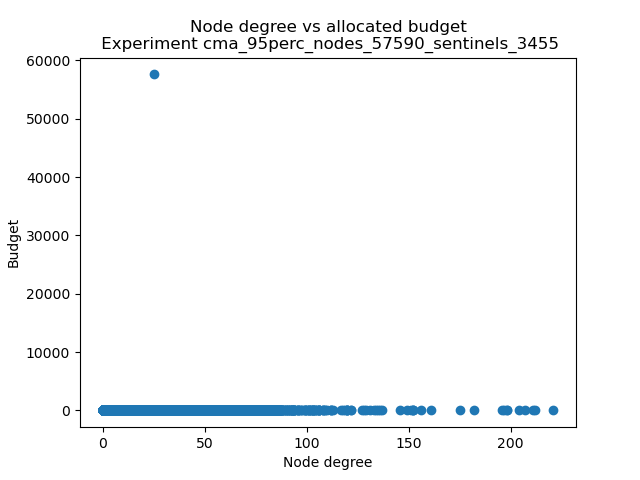 Node degree vs allocated budget
Experiment cma_95perc_nodes_57590_sentinels_3455
60000
50000
40000
30000
20000
10000
0
Budget
0 50 100 150 200
Node degree